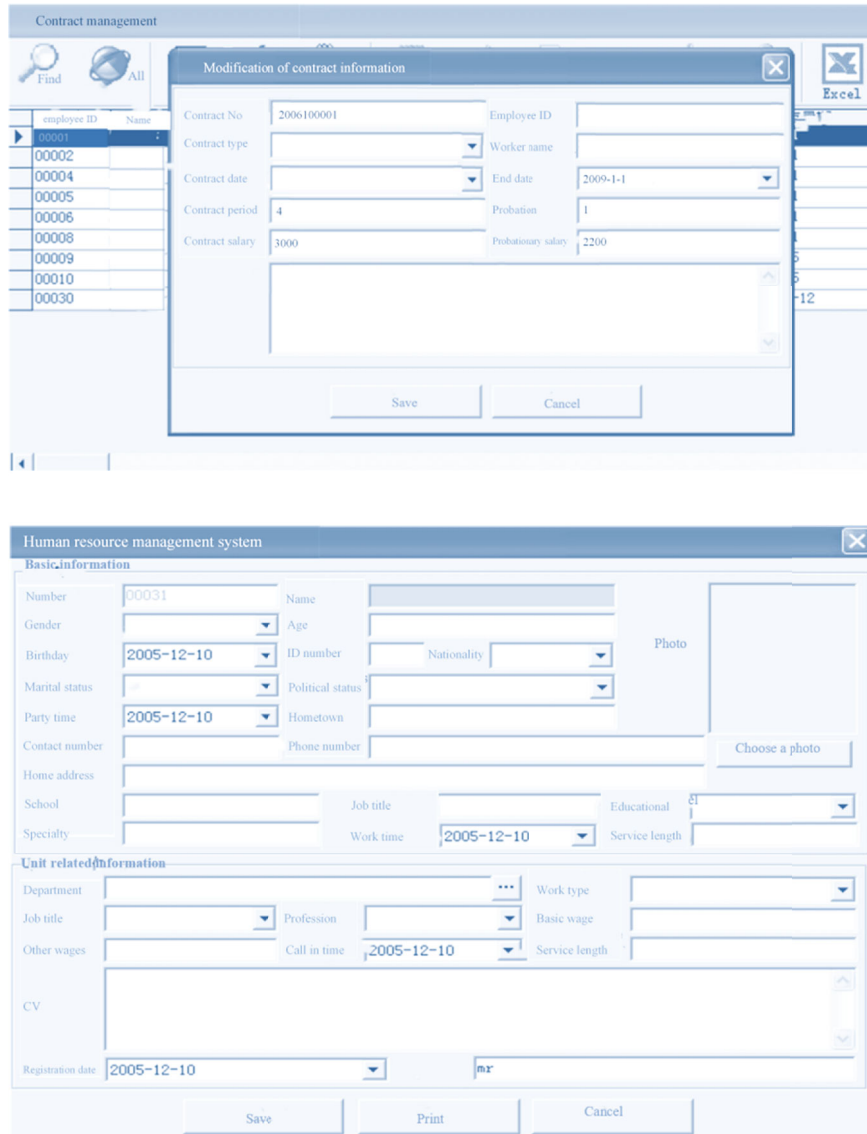 Contract management
Find All Excel
employee ID Name
00001
00002
00004
00005
00006
00008
00009
00010
00030
-12
Modification of contract information
Contract No 2006100001 Employee ID
Contract type Worker name
Contract date End date 2009-1-1
Contract period 4 Probation 1
Contract salary 3000 Probationary salary 2200
Save Cancel
Human resource management system
Basic information
Number 00031 Name
Gender Age
Birthday 2005-12-10 ID number Nationality
Photo
Marital status Political status
Party time 2005-12-10 Hometown
Contact number Phone number Choose a photo
Home address
School Job title Educational el
Specialty Work time 2005-12-10 Service length
Unit related information
Department ... Work type
Job title Profession Basic wage
Other wages Call in time 2005-12-10 Service length
CV
Registration date 2005-12-10 mr
Save Print Cancel